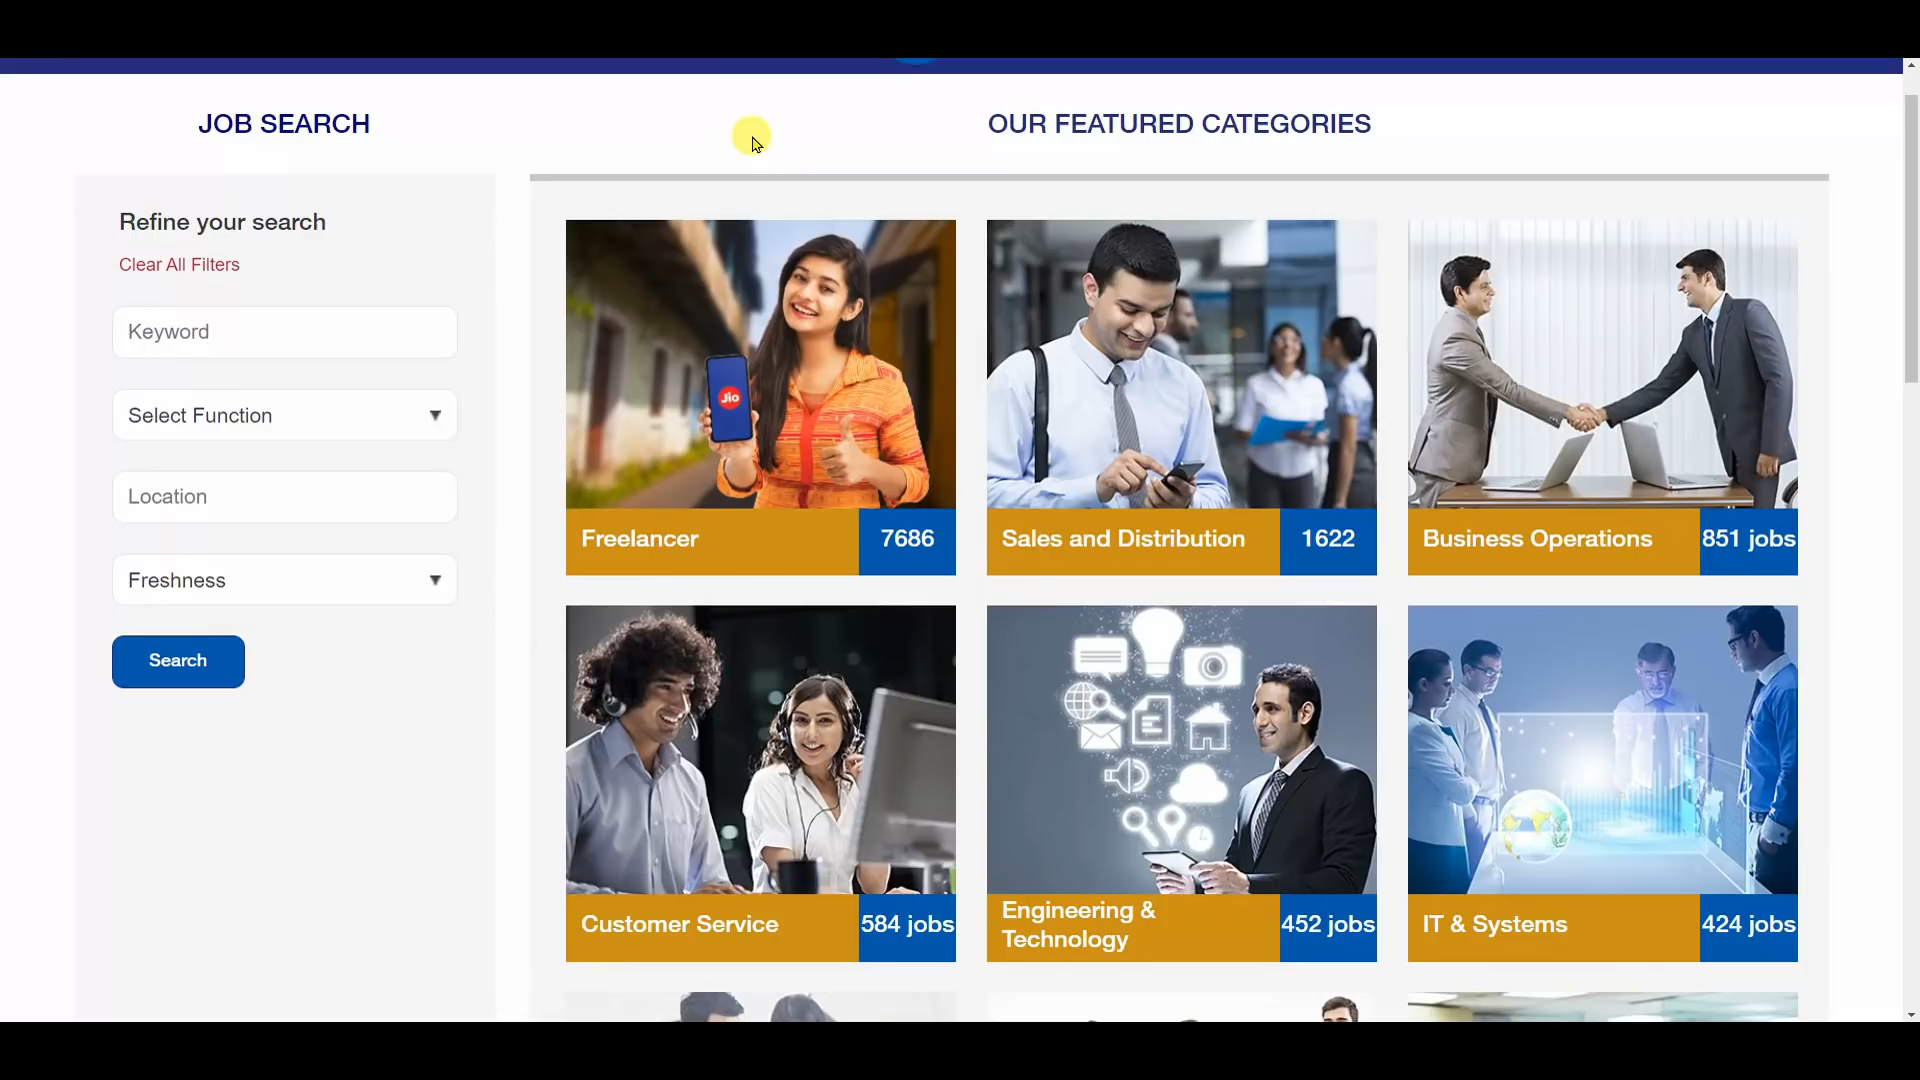 JOB SEARCH
OUR FEATURED CATEGORIES
Refine your search
Clear All Filters
Keyword
Select Function
Location
Freshness
Search
Jio
Freelancer
7686
Sales and Distribution
1622
Business Operations
851 jobs
Customer Service
584 jobs
Engineering &
Technology
452 jobs
IT & Systems
424 jobs